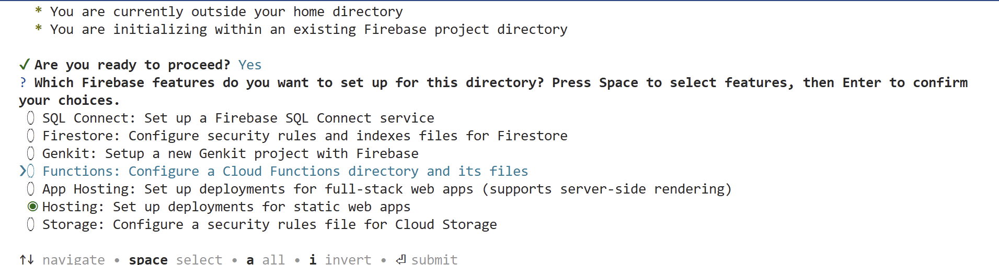 * You are currently outside your home directory
* You are initializing within an existing Firebase project directory
✔ Are you ready to proceed? Yes
? Which Firebase features do you want to set up for this directory? Press Space to select features, then Enter to confirm
your choices.
◯ SQL Connect: Set up a Firebase SQL Connect service
◯ Firestore: Configure security rules and indexes files for Firestore
◯ Genkit: Setup a new Genkit project with Firebase
❯◯ Functions: Configure a Cloud Functions directory and its files
◯ App Hosting: Set up deployments for full-stack web apps (supports server-side rendering)
◉ Hosting: Set up deployments for static web apps
◯ Storage: Configure a security rules file for Cloud Storage
↑↓ navigate • space select • a all • i invert • ⏎ submit